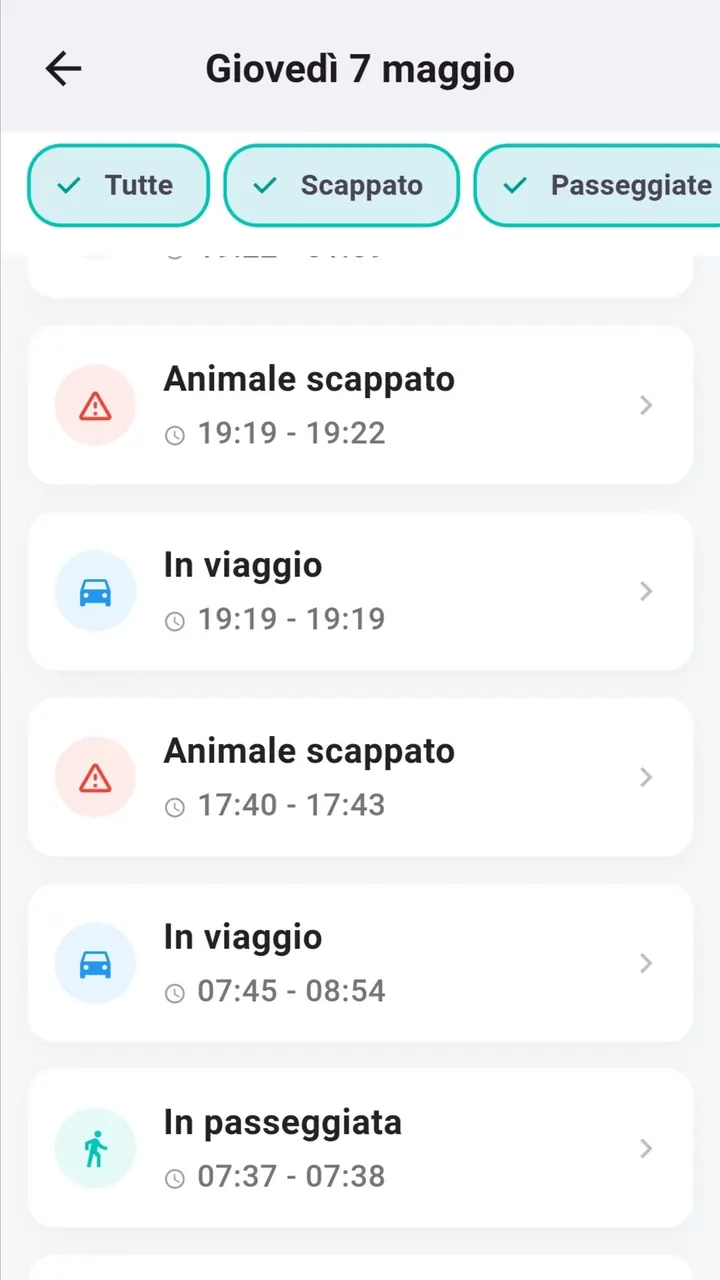 Giovedì 7 maggio
Tutte
Scappato
Passeggiate
Animale scappato
19:19 - 19:22
In viaggio
19:19 - 19:19
Animale scappato
17:40 - 17:43
In viaggio
07:45 - 08:54
In passeggiata
07:37 - 07:38